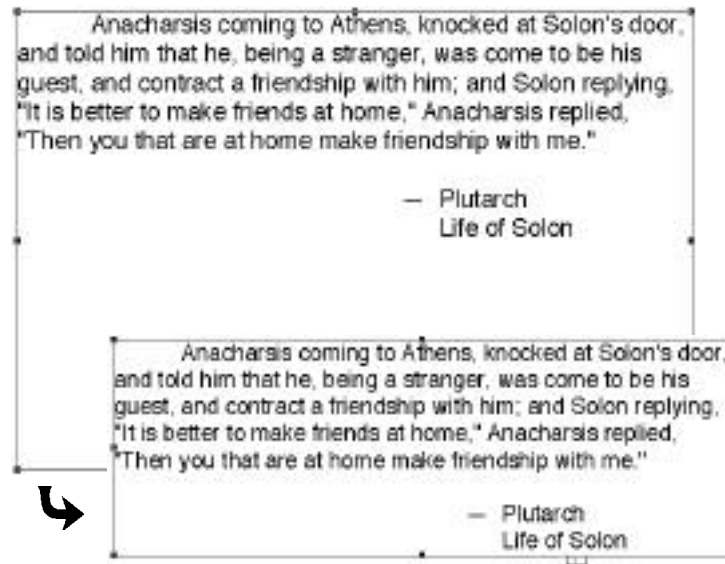 Anacharsis coming to Athens, knocked at Solon's door,
and told him that he, being a stranger, was come to be his
guest, and contract a friendship with him; and Solon replying,
"It is better to make friends at home," Anacharsis replied,
"Then you that are at home make friendship with me."
— Plutarch
Life of Solon
Anacharsis coming to Athens, knocked at Solon's door,
and told him that he, being a stranger, was come to be his
guest, and contract a friendship with him; and Solon replying,
"It is better to make friends at home," Anacharsis replied,
"Then you that are at home make friendship with me."
— Plutarch
Life of Solon